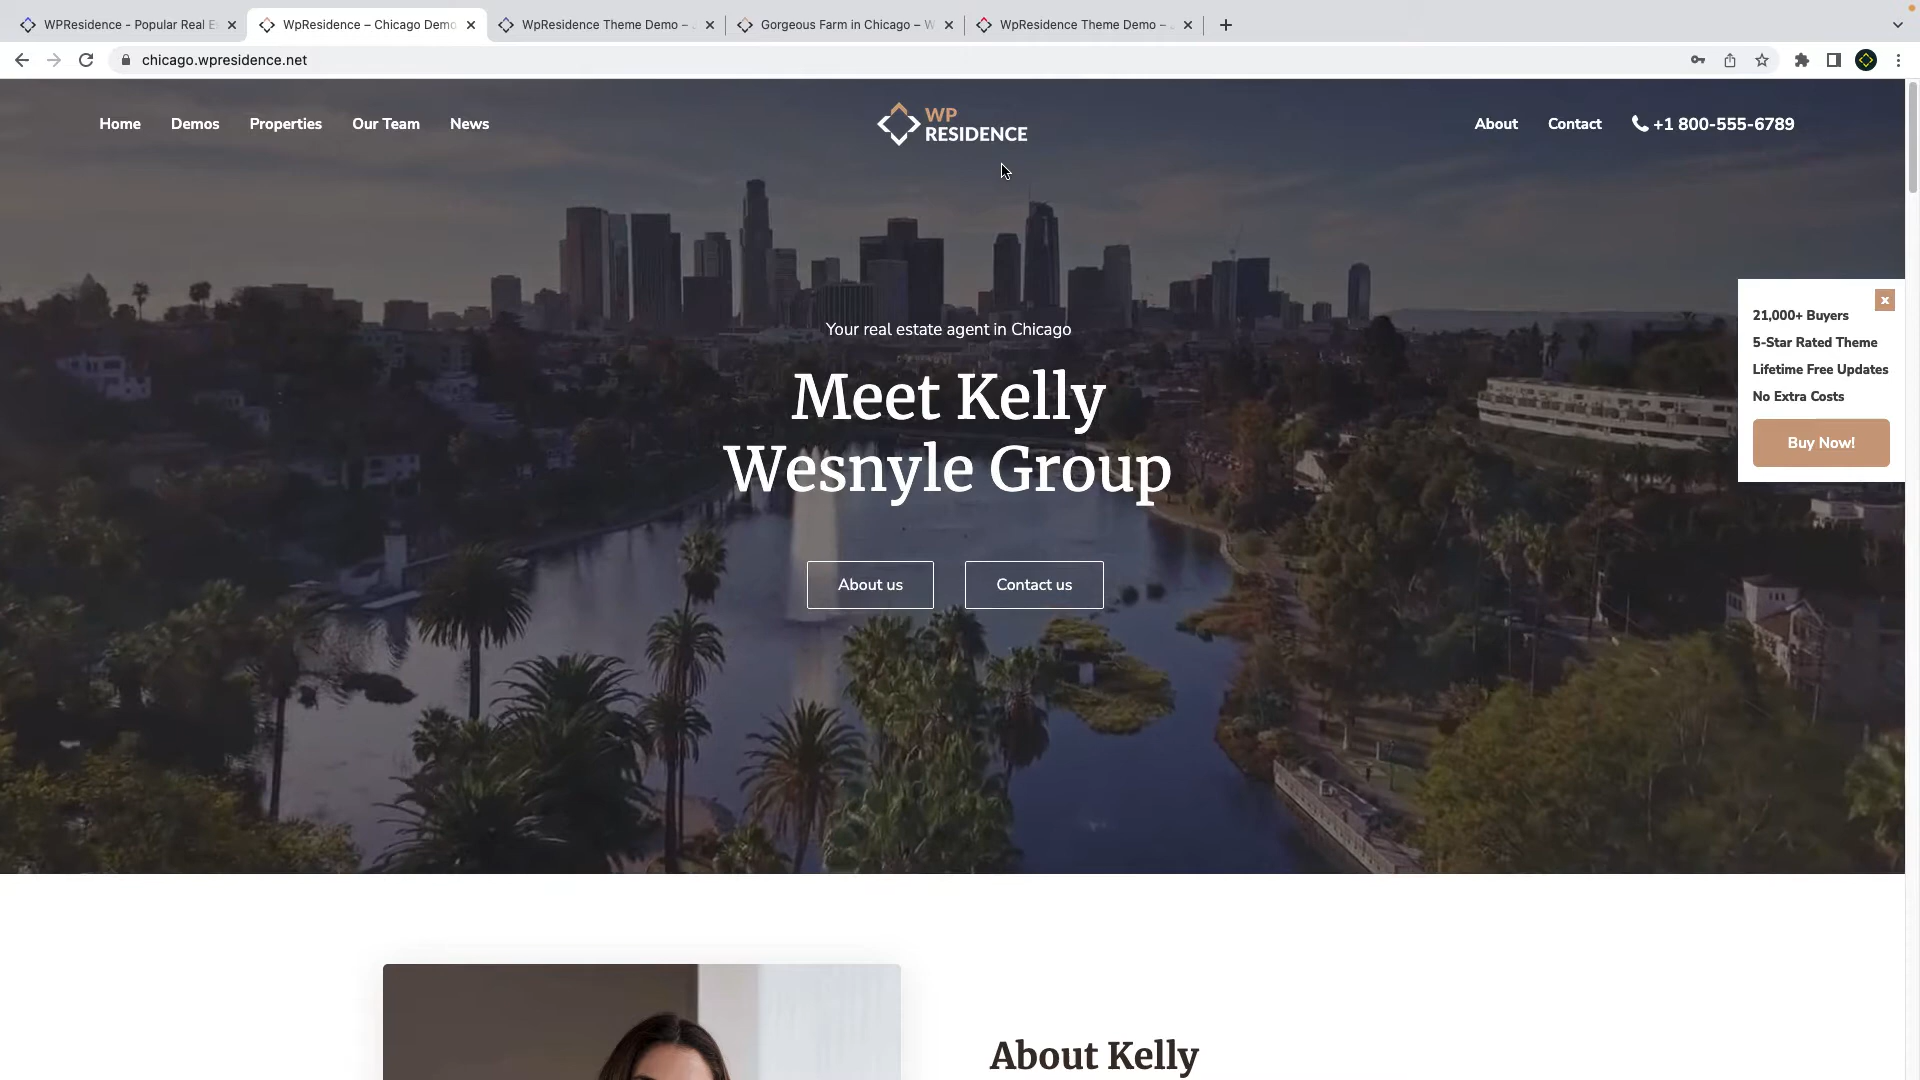 WPResidence - Popular Real Es
WpResidence – Chicago Demo
WpResidence Theme Demo –
Gorgeous Farm in Chicago – W
WpResidence Theme Demo –
chicago.wpresidence.net
Home
Demos
Properties
Our Team
News
WP
RESIDENCE
About
Contact
+1 800-555-6789
x
21,000+ Buyers
5-Star Rated Theme
Lifetime Free Updates
No Extra Costs
Buy Now!
Your real estate agent in Chicago
Meet Kelly
Wesnyle Group
About us
Contact us
About Kelly